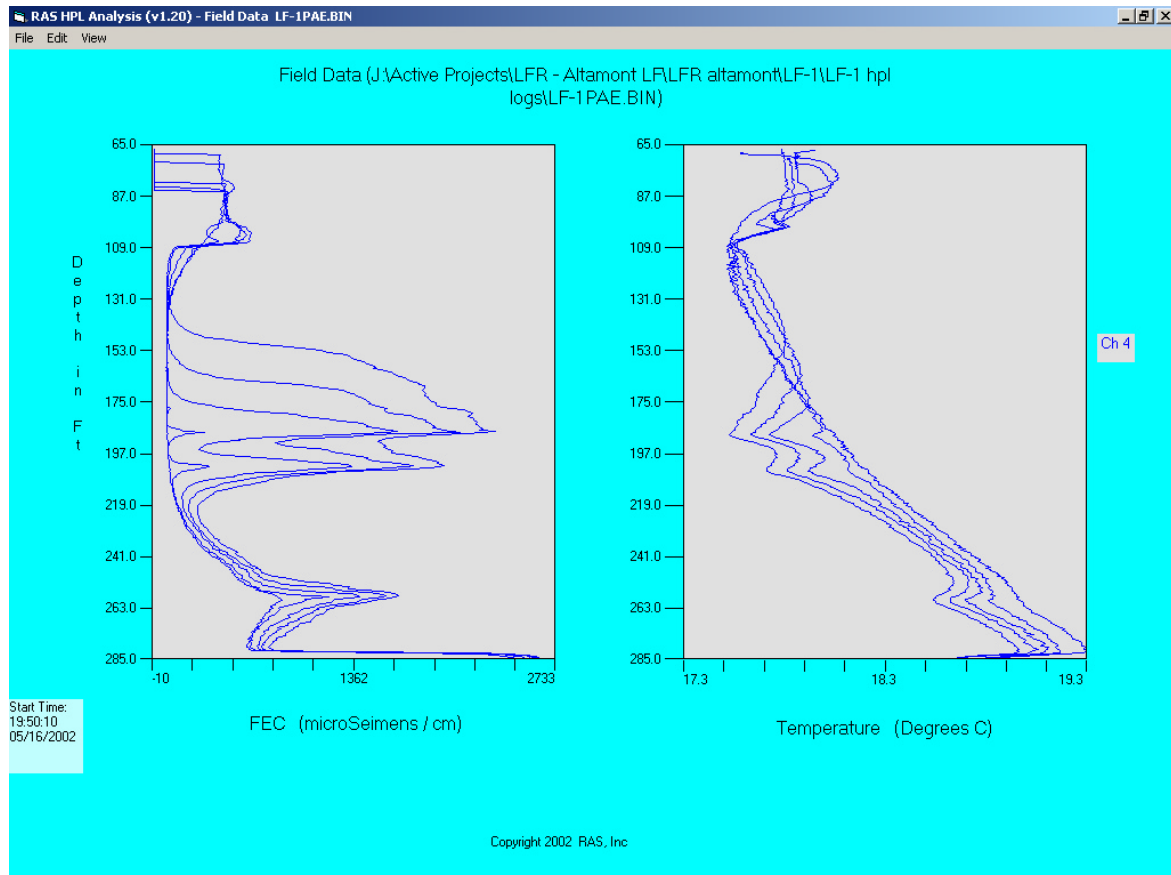 RAS HPL Analysis (v1.20) - Field Data LF-1PAE.BIN
File Edit View
Field Data (J:\Active Projects\LFR - Altamont LF\LFR altamont\LF-1\LF-1 hpl
logs\LF-1PAE.BIN)
65.0
87.0
109.0
131.0
153.0
175.0
197.0
219.0
241.0
263.0
285.0
Depth in Ft
-10 1362 2733
FEC (microSeimens / cm)
65.0
87.0
109.0
131.0
153.0
175.0
197.0
219.0
241.0
263.0
285.0
17.3 18.3 19.3
Temperature (Degrees C)
Ch 4
Start Time:
19:50:10
05/16/2002
Copyright 2002 RAS, Inc